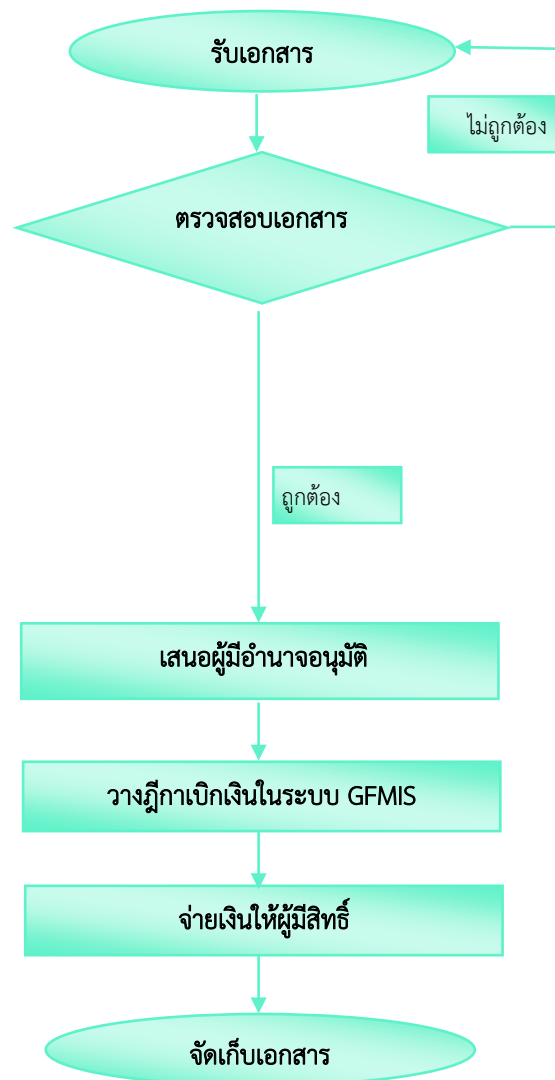 รับเอกสาร
ไม่ถูกต้อง
ตรวจสอบเอกสาร
ถูกต้อง
เสนอผู้มีอำนาจอนุมัติ
วางฎีกาเบิกเงินในระบบ GFMIS
จ่ายเงินให้ผู้มีสิทธิ์
จัดเก็บเอกสาร